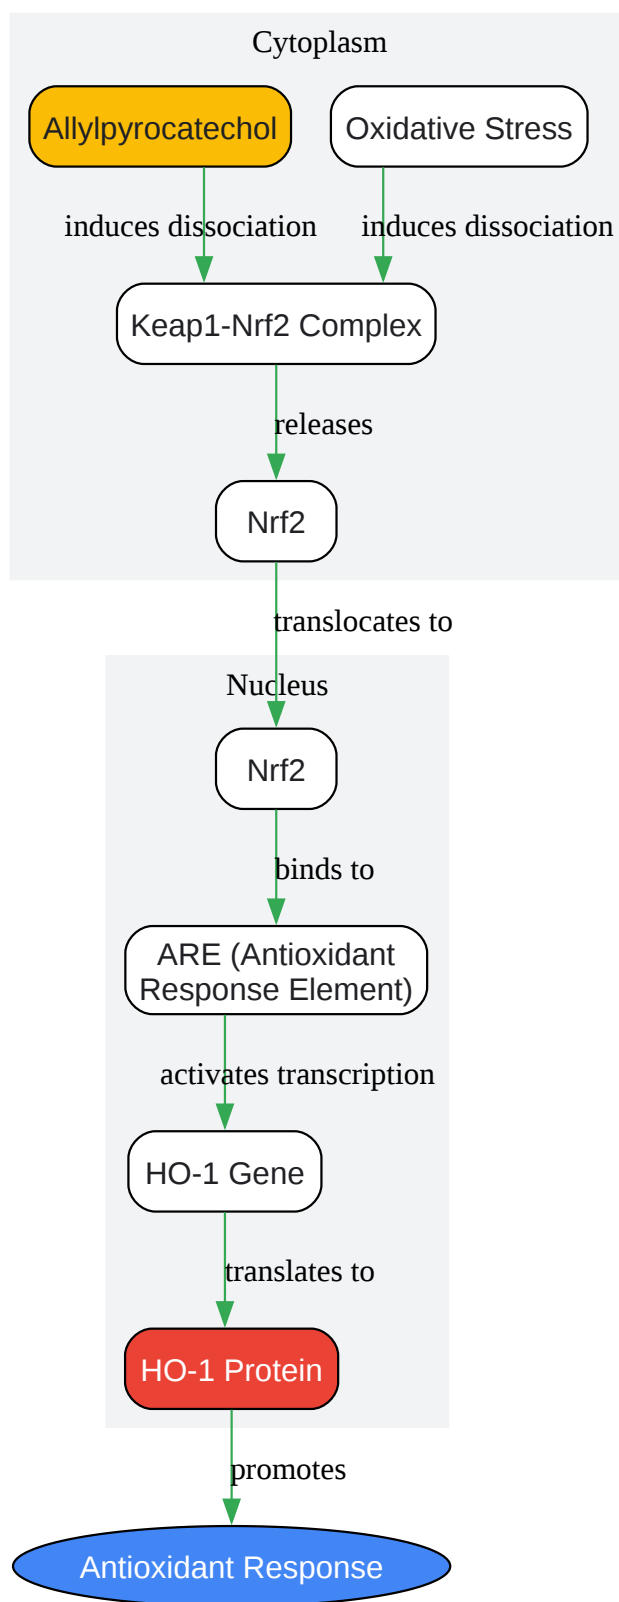 Cytoplasm
Allylpyrocatechol
Oxidative Stress
induces dissociation
induces dissociation
Keap1-Nrf2 Complex
releases
Nrf2
translocates to
Nucleus
Nrf2
binds to
ARE (Antioxidant
Response Element)
activates transcription
HO-1 Gene
translates to
HO-1 Protein
promotes
Antioxidant Response